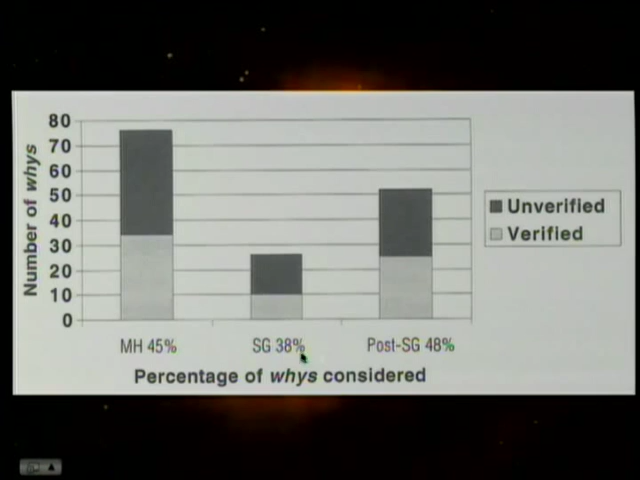 Number of whys
80
70
60
50
40
30
20
10
0
Unverified
Verified
MH 45%
SG 38%
Post-SG 48%
Percentage of whys considered